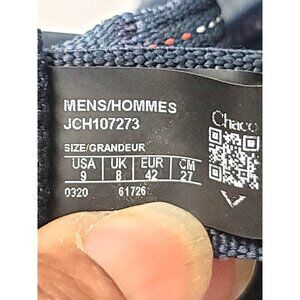 MENS/HOMMES
JCH107273
Chaco
SIZE/GRANDEUR
USA UK EUR CM
9 8 42 27
0320 61726